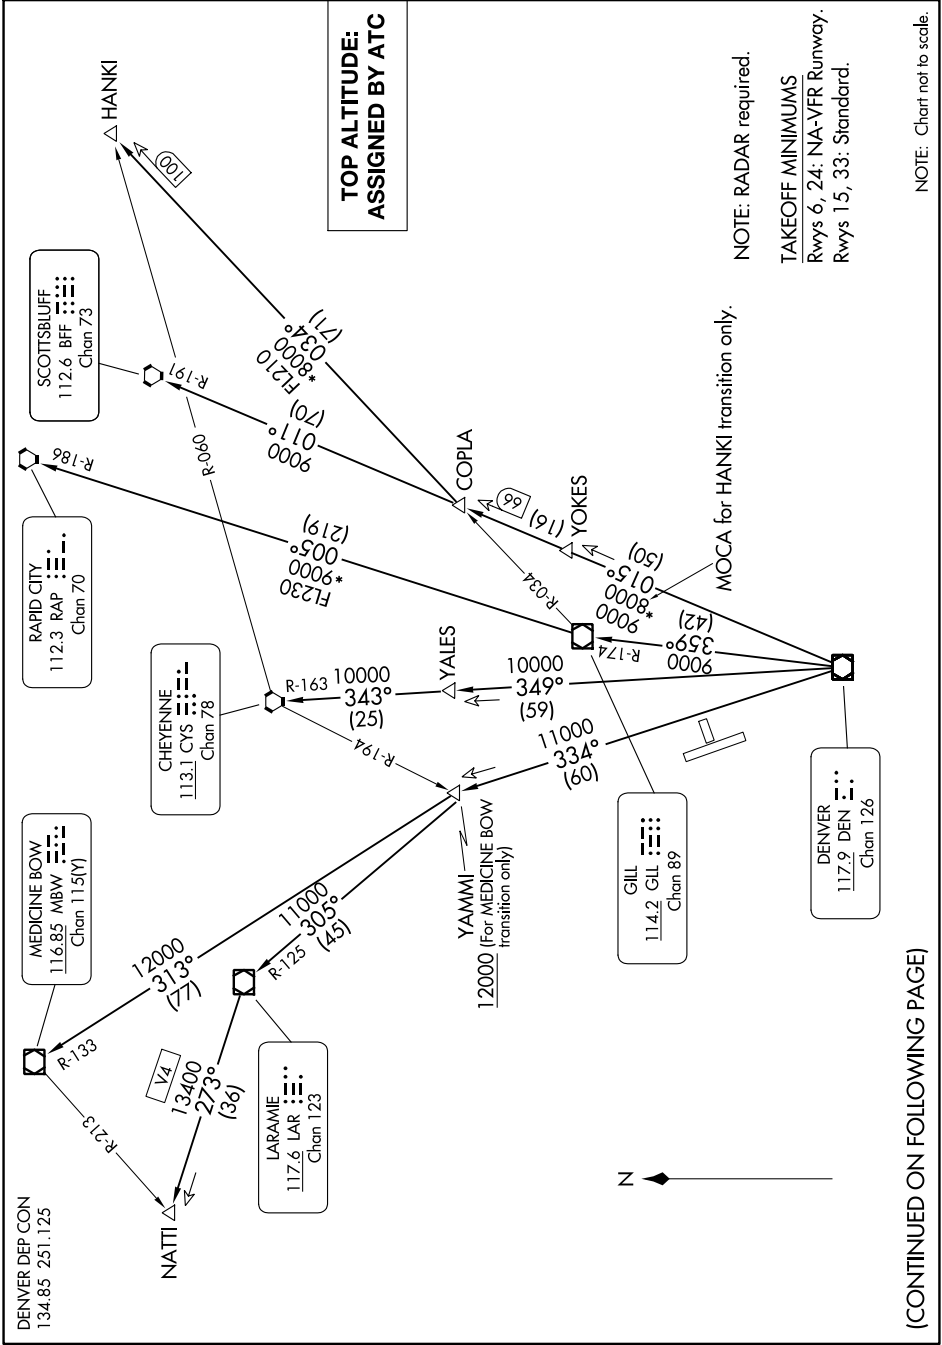 DENVER DEP CON
134.85 251.125
TOP ALTITUDE:
ASSIGNED BY ATC
MEDICINE BOW
116.85 MBW
Chan 115(Y)
CHEYENNE
113.1 CYS
Chan 78
RAPID CITY
112.3 RAP
Chan 70
SCOTTSBLUFF
112.6 BFF
Chan 73
HANKI
100
R-186
R-191
R-060
R-133
R-213
NATTI
V4
13400
273°
(36)
12000
313°
(77)
R-125
11000
305°
(45)
LARAMIE
117.6 LAR
Chan 123
R-194
R-163
10000
343°
(25)
YALES
10000
349°
(59)
YAMMI
12000 (For MEDICINE BOW
transition only)
11000
334°
(60)
FL230
*9000
005°
(219)
9000
011°
(70)
FL210
*8000
034°
(71)
COPLA
66
(16)
YOKES
R-034
R-174
9000
*8000
015°
(50)
9000
359°
(42)
MOCA for HANKI transition only.
GILL
114.2 GLL
Chan 89
DENVER
117.9 DEN
Chan 126
N
NOTE: RADAR required.
TAKEOFF MINIMUMS
Rwys 6, 24: NA-VFR Runway.
Rwys 15, 33: Standard.
(CONTINUED ON FOLLOWING PAGE)
NOTE: Chart not to scale.